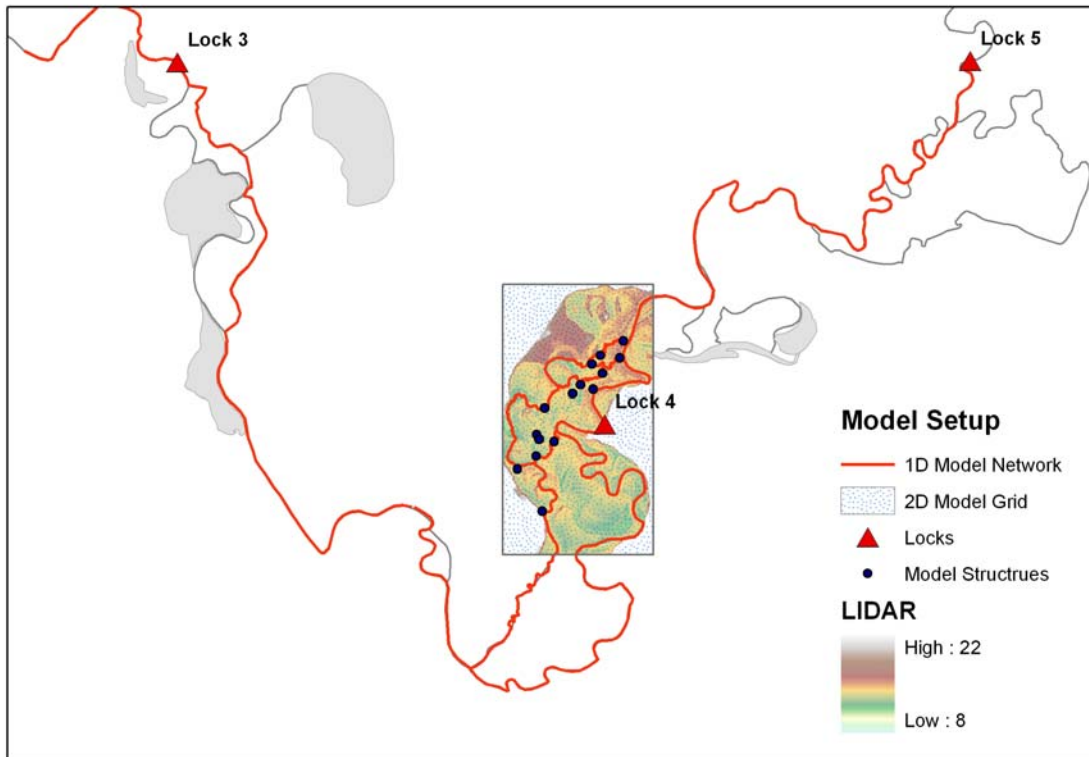 Lock 3
Lock 5
Lock 4
Model Setup
1D Model Network
2D Model Grid
Locks
Model Structrues
LIDAR
High : 22
Low : 8